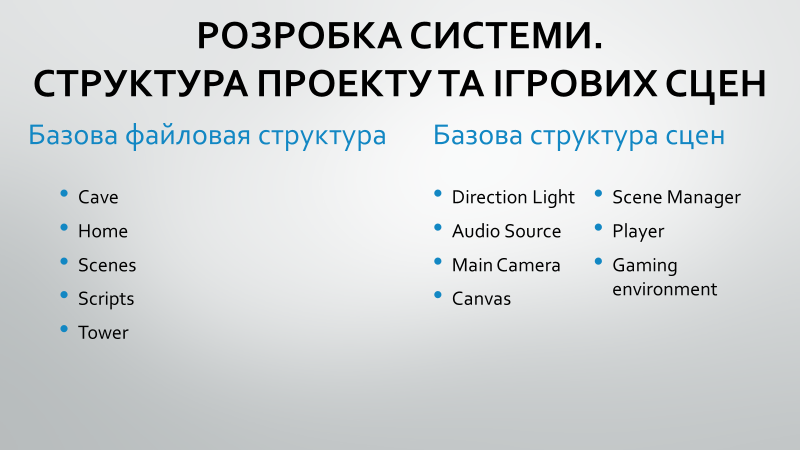 РОЗРОБКА СИСТЕМИ.
СТРУКТУРА ПРОЕКТУ ТА ІГРОВИХ СЦЕН
Базова файловая структура
Cave
Home
Scenes
Scripts
Tower
Базова структура сцен
Direction Light
Audio Source
Main Camera
Canvas
Scene Manager
Player
Gaming
environment